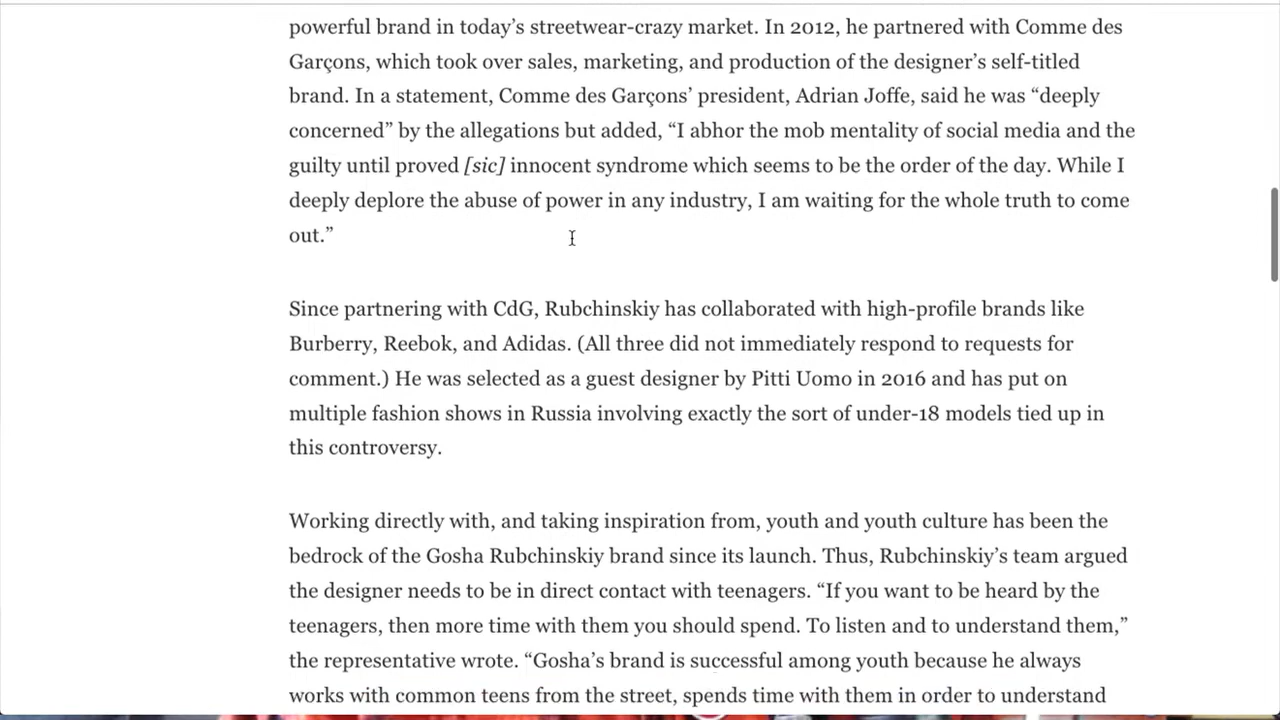 powerful brand in today’s streetwear-crazy market. In 2012, he partnered with Comme des
Garçons, which took over sales, marketing, and production of the designer’s self-titled
brand. In a statement, Comme des Garçons’ president, Adrian Joffe, said he was “deeply
concerned” by the allegations but added, “I abhor the mob mentality of social media and the
guilty until proved [sic] innocent syndrome which seems to be the order of the day. While I
deeply deplore the abuse of power in any industry, I am waiting for the whole truth to come
out.”
Since partnering with CdG, Rubchinskiy has collaborated with high-profile brands like
Burberry, Reebok, and Adidas. (All three did not immediately respond to requests for
comment.) He was selected as a guest designer by Pitti Uomo in 2016 and has put on
multiple fashion shows in Russia involving exactly the sort of under-18 models tied up in
this controversy.
Working directly with, and taking inspiration from, youth and youth culture has been the
bedrock of the Gosha Rubchinskiy brand since its launch. Thus, Rubchinskiy’s team argued
the designer needs to be in direct contact with teenagers. “If you want to be heard by the
teenagers, then more time with them you should spend. To listen and to understand them,”
the representative wrote. “Gosha’s brand is successful among youth because he always
works with common teens from the street, spends time with them in order to understand